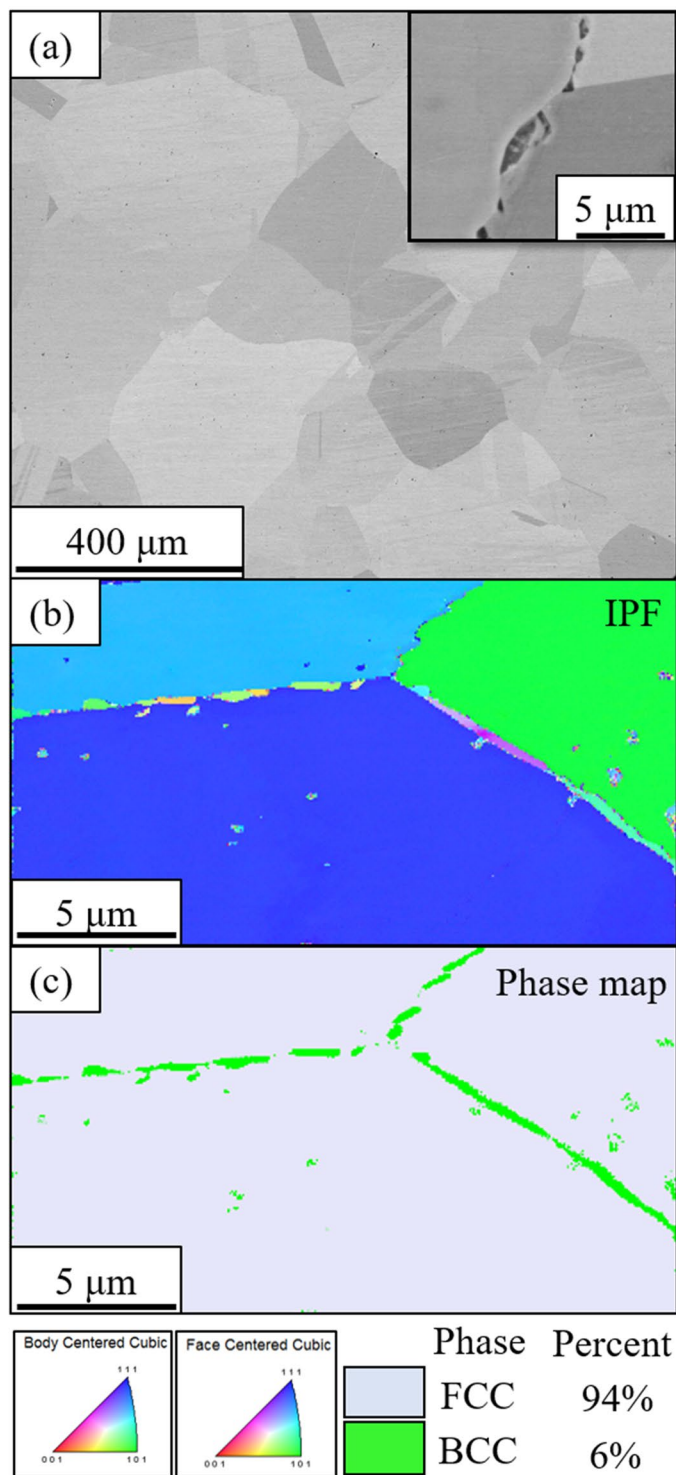 (a)
5 μm
400 μm
(b)
IPF
5 μm
(c)
Phase map
5 μm
Body Centered Cubic
111
001
101
Face Centered Cubic
111
001
101
Phase Percent
FCC 94%
BCC 6%